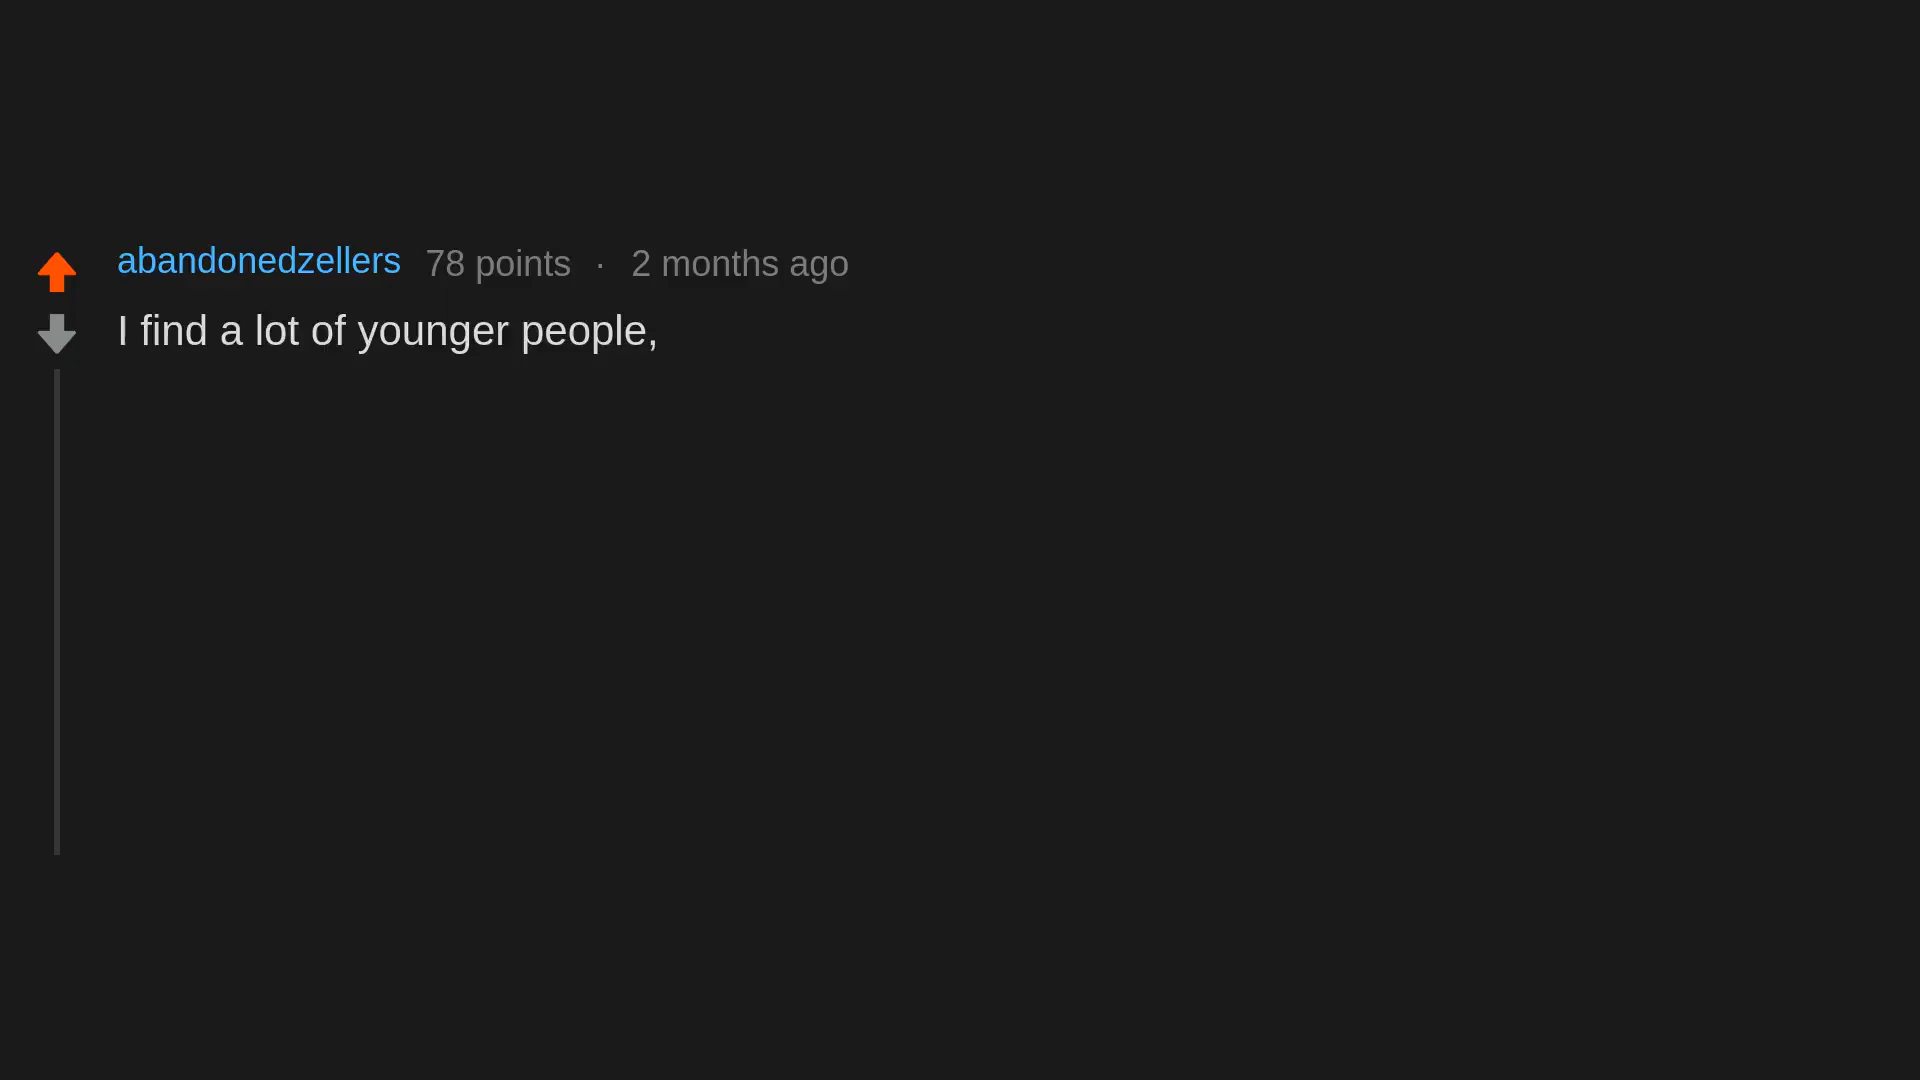 abandonedzellers 78 points · 2 months ago
I find a lot of younger people,